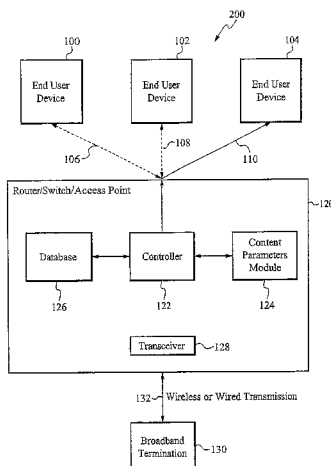 200
100
102
104
End User
Device
End User
Device
End User
Device
106
108
110
Router/Switch/Access Point
120
Database
Controller
Content
Parameters
Module
126
122
124
Transceiver
128
132
Wireless or Wired Transmission
Broadband
Termination
130